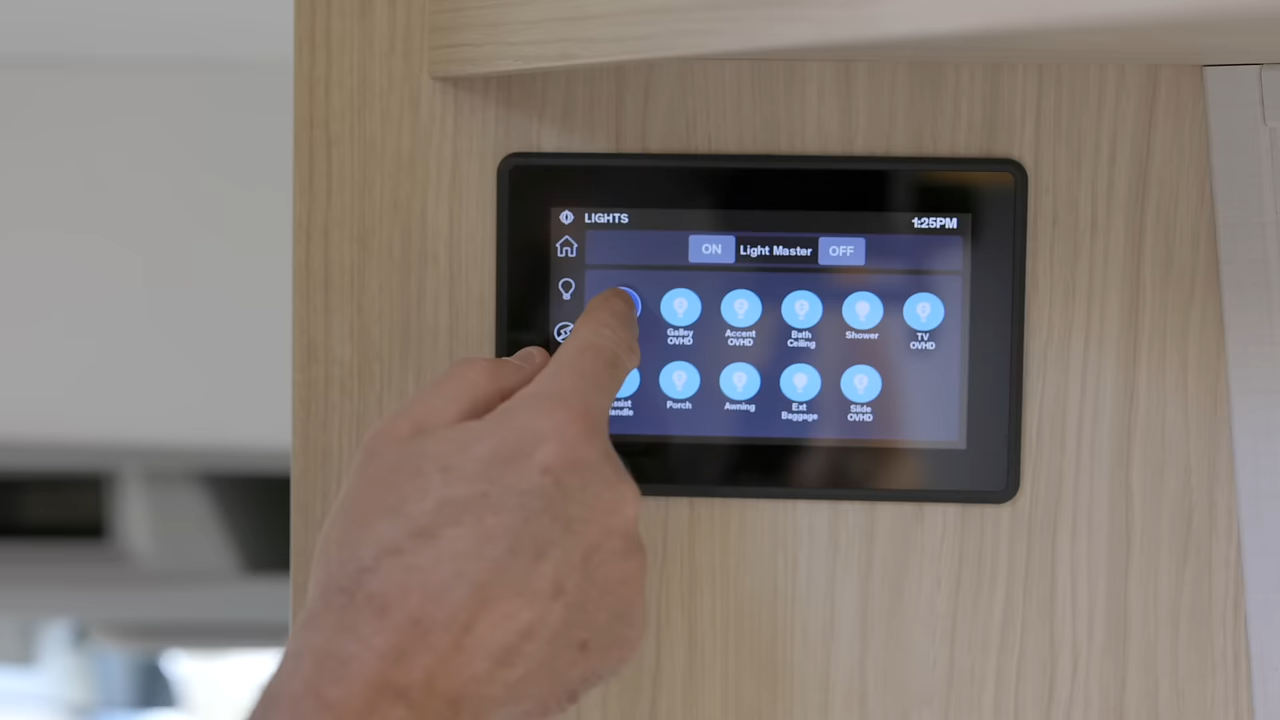 LIGHTS
1:25PM
ON Light Master OFF
Galley
OVHD
Accent
OVHD
Bath
Ceiling
Shower
TV
OVHD
Porch
Awning
Ext
Baggage
Slide
OVHD